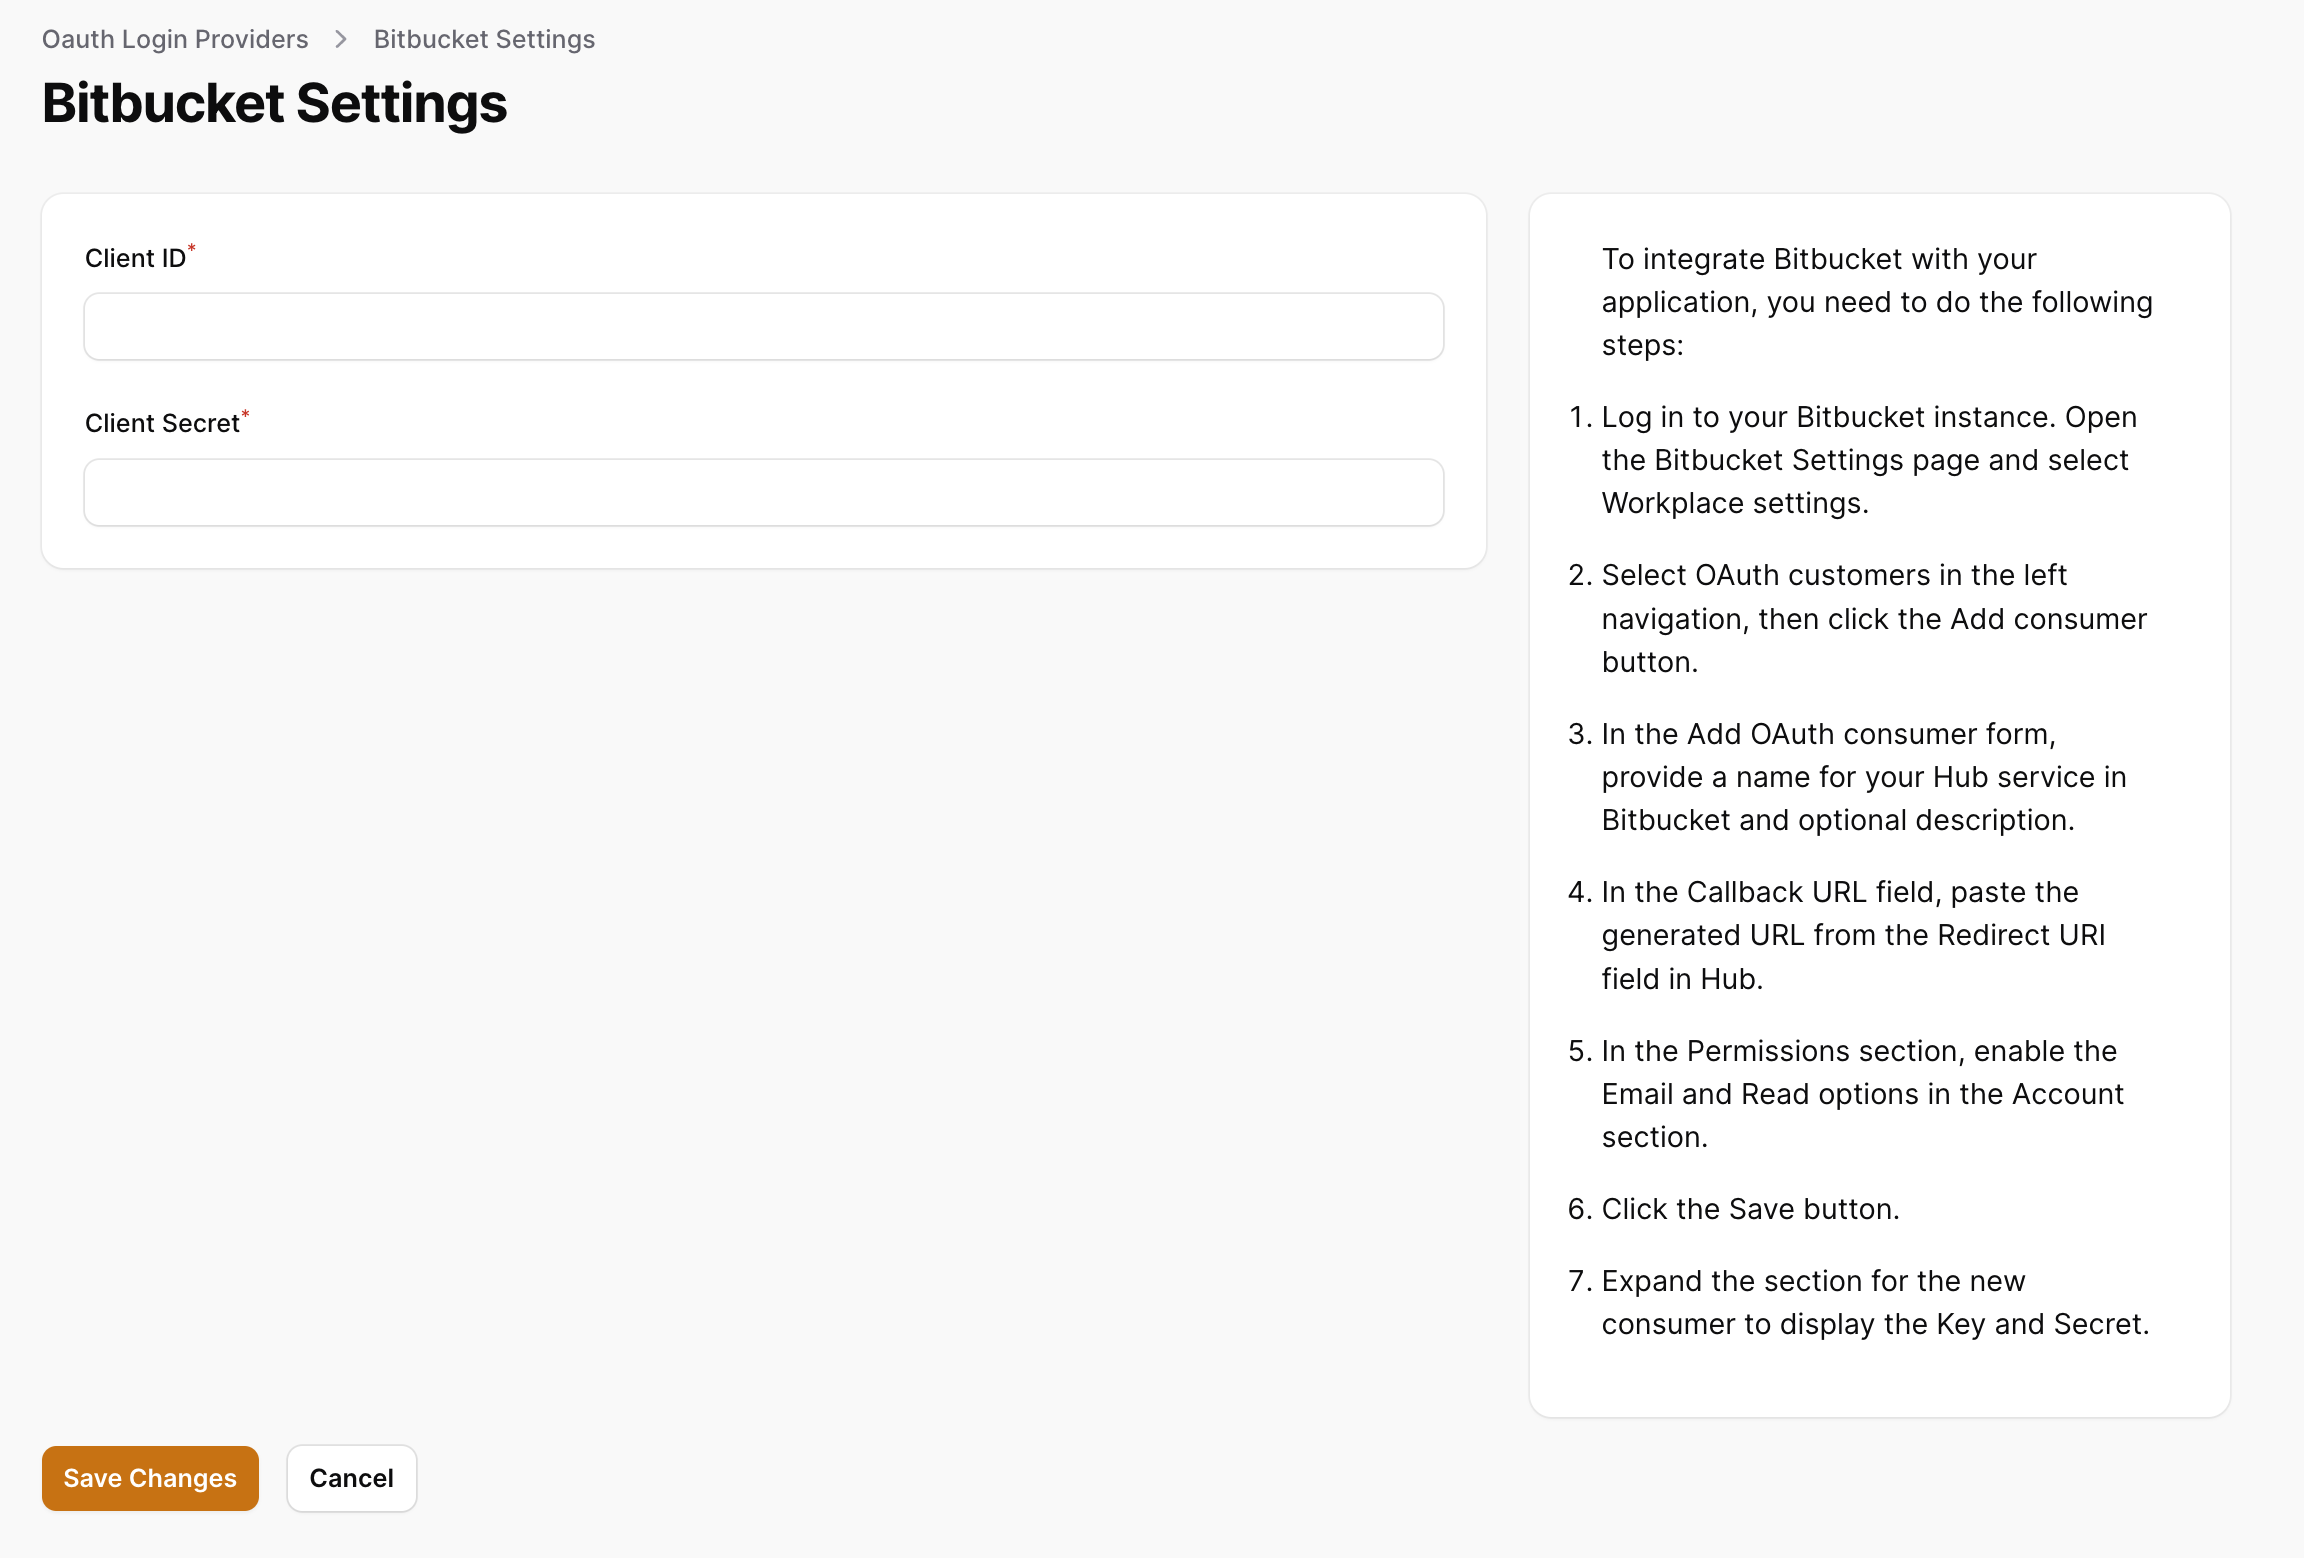 Oauth Login Providers > Bitbucket Settings
Bitbucket Settings
Client ID*
Client Secret*
To integrate Bitbucket with your
application, you need to do the following
steps:
1. Log in to your Bitbucket instance. Open
the Bitbucket Settings page and select
Workplace settings.
2. Select OAuth customers in the left
navigation, then click the Add consumer
button.
3. In the Add OAuth consumer form,
provide a name for your Hub service in
Bitbucket and optional description.
4. In the Callback URL field, paste the
generated URL from the Redirect URI
field in Hub.
5. In the Permissions section, enable the
Email and Read options in the Account
section.
6. Click the Save button.
7. Expand the section for the new
consumer to display the Key and Secret.
Save Changes
Cancel